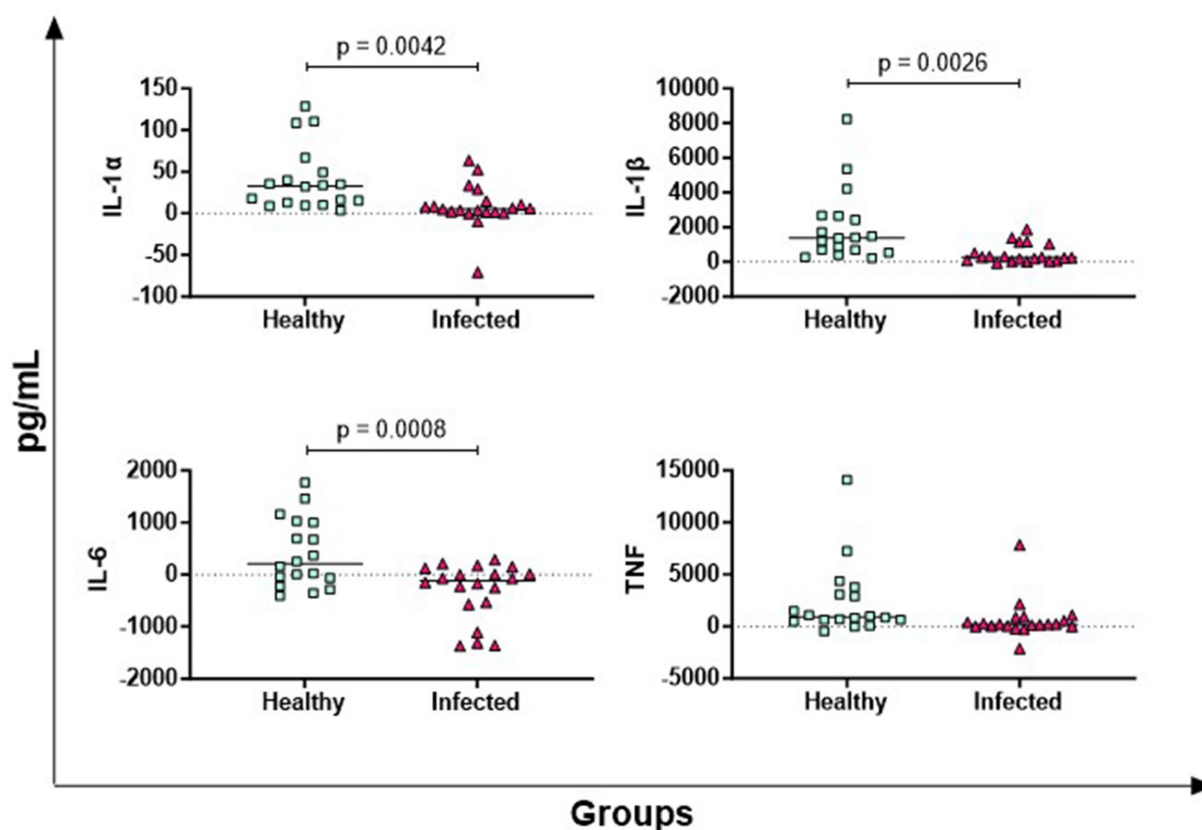 p = 0.0042
IL-1α
150
100
50
0
-50
-100
Healthy Infected
p = 0.0026
IL-1β
10000
8000
6000
4000
2000
0
-2000
Healthy Infected
pg/mL
p = 0.0008
IL-6
2000
1000
0
-1000
-2000
Healthy Infected
TNF
15000
10000
5000
0
-5000
Healthy Infected
Groups